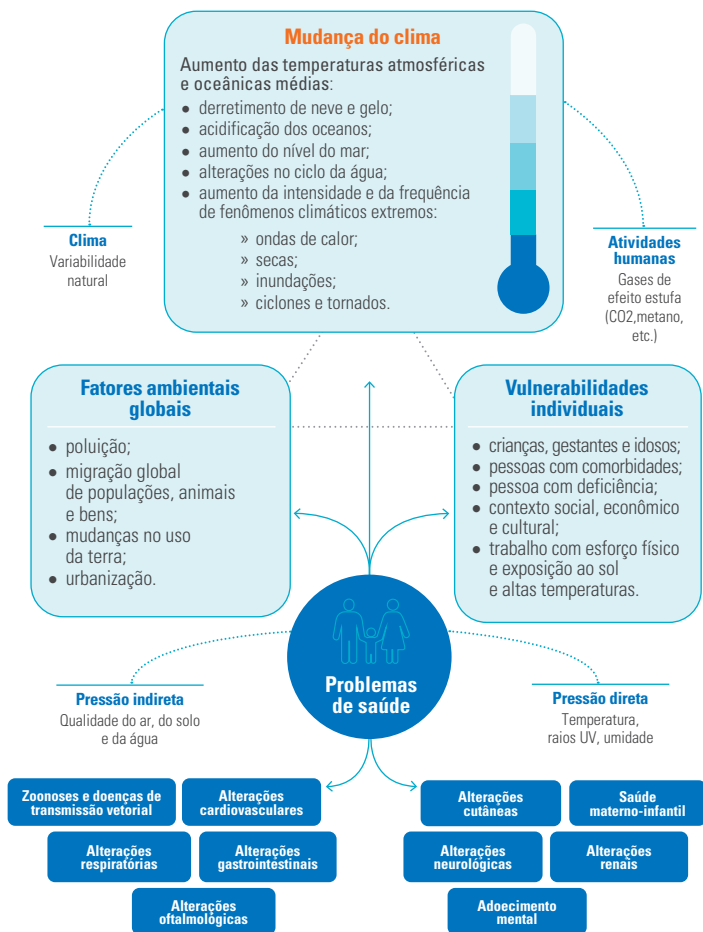 Mudança do clima
Aumento das temperaturas atmosféricas
e oceânicas médias:
● derretimento de neve e gelo;
● acidificação dos oceanos;
● aumento do nível do mar;
● alterações no ciclo da água;
● aumento da intensidade e da frequência
de fenômenos climáticos extremos:
» ondas de calor;
» secas;
» inundações;
» ciclones e tornados.
Clima
Variabilidade
natural
Atividades
humanas
Gases de
efeito estufa
(CO2,metano,
etc.)
Fatores ambientais
globais
● poluição;
● migração global
de populações, animais
e bens;
● mudanças no uso
da terra;
● urbanização.
Vulnerabilidades
individuais
● crianças, gestantes e idosos;
● pessoas com comorbidades;
● pessoa com deficiência;
● contexto social, econômico
e cultural;
● trabalho com esforço físico
e exposição ao sol
e altas temperaturas.
Problemas
de saúde
Pressão indireta
Qualidade do ar, do solo
e da água
Pressão direta
Temperatura,
raios UV, umidade
Zoonoses e doenças de
transmissão vetorial
Alterações
cardiovasculares
Alterações
respiratórias
Alterações
gastrointestinais
Alterações
oftalmológicas
Alterações
cutâneas
Saúde
materno-infantil
Alterações
neurológicas
Alterações
renais
Adoecimento
mental